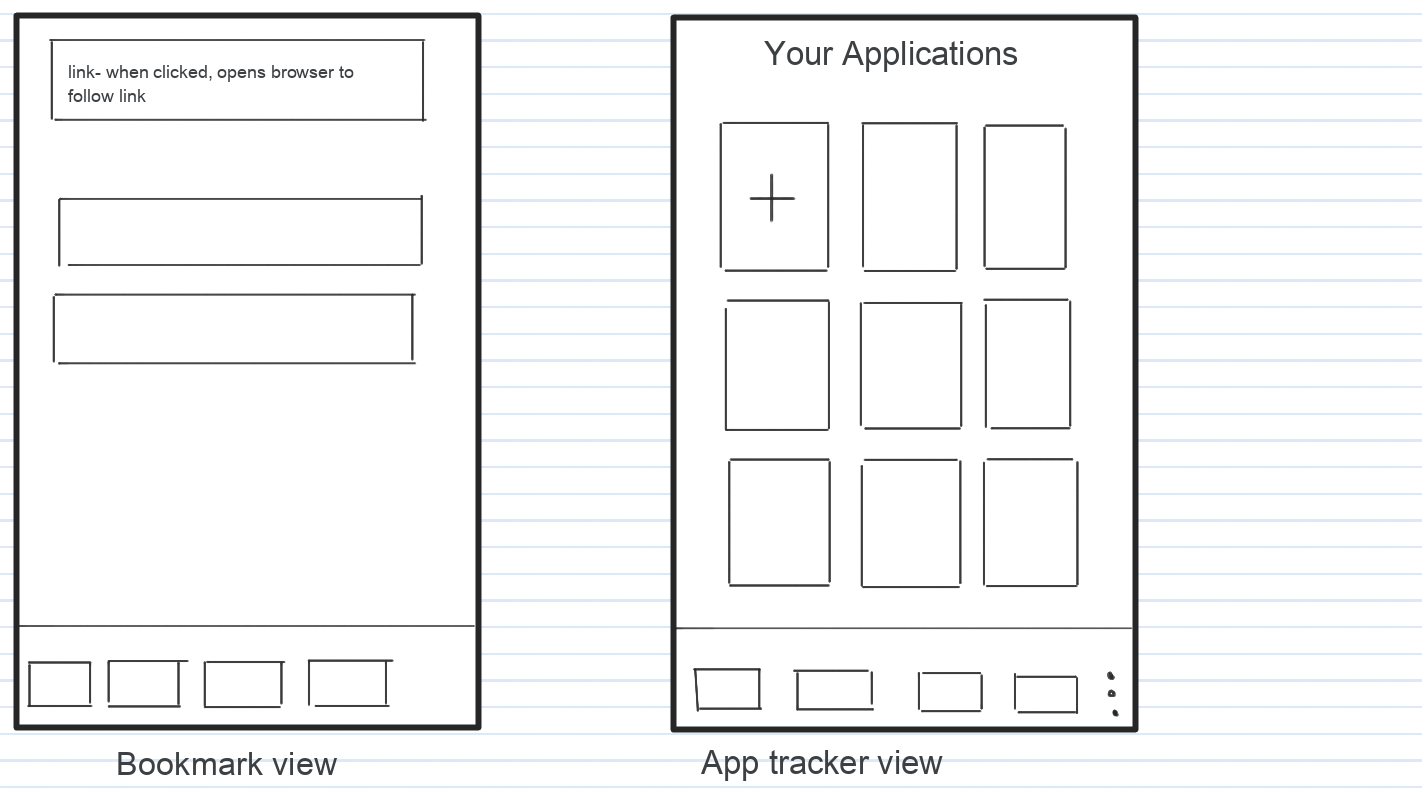 link- when clicked, opens browser to
follow link
Bookmark view
Your Applications
App tracker view